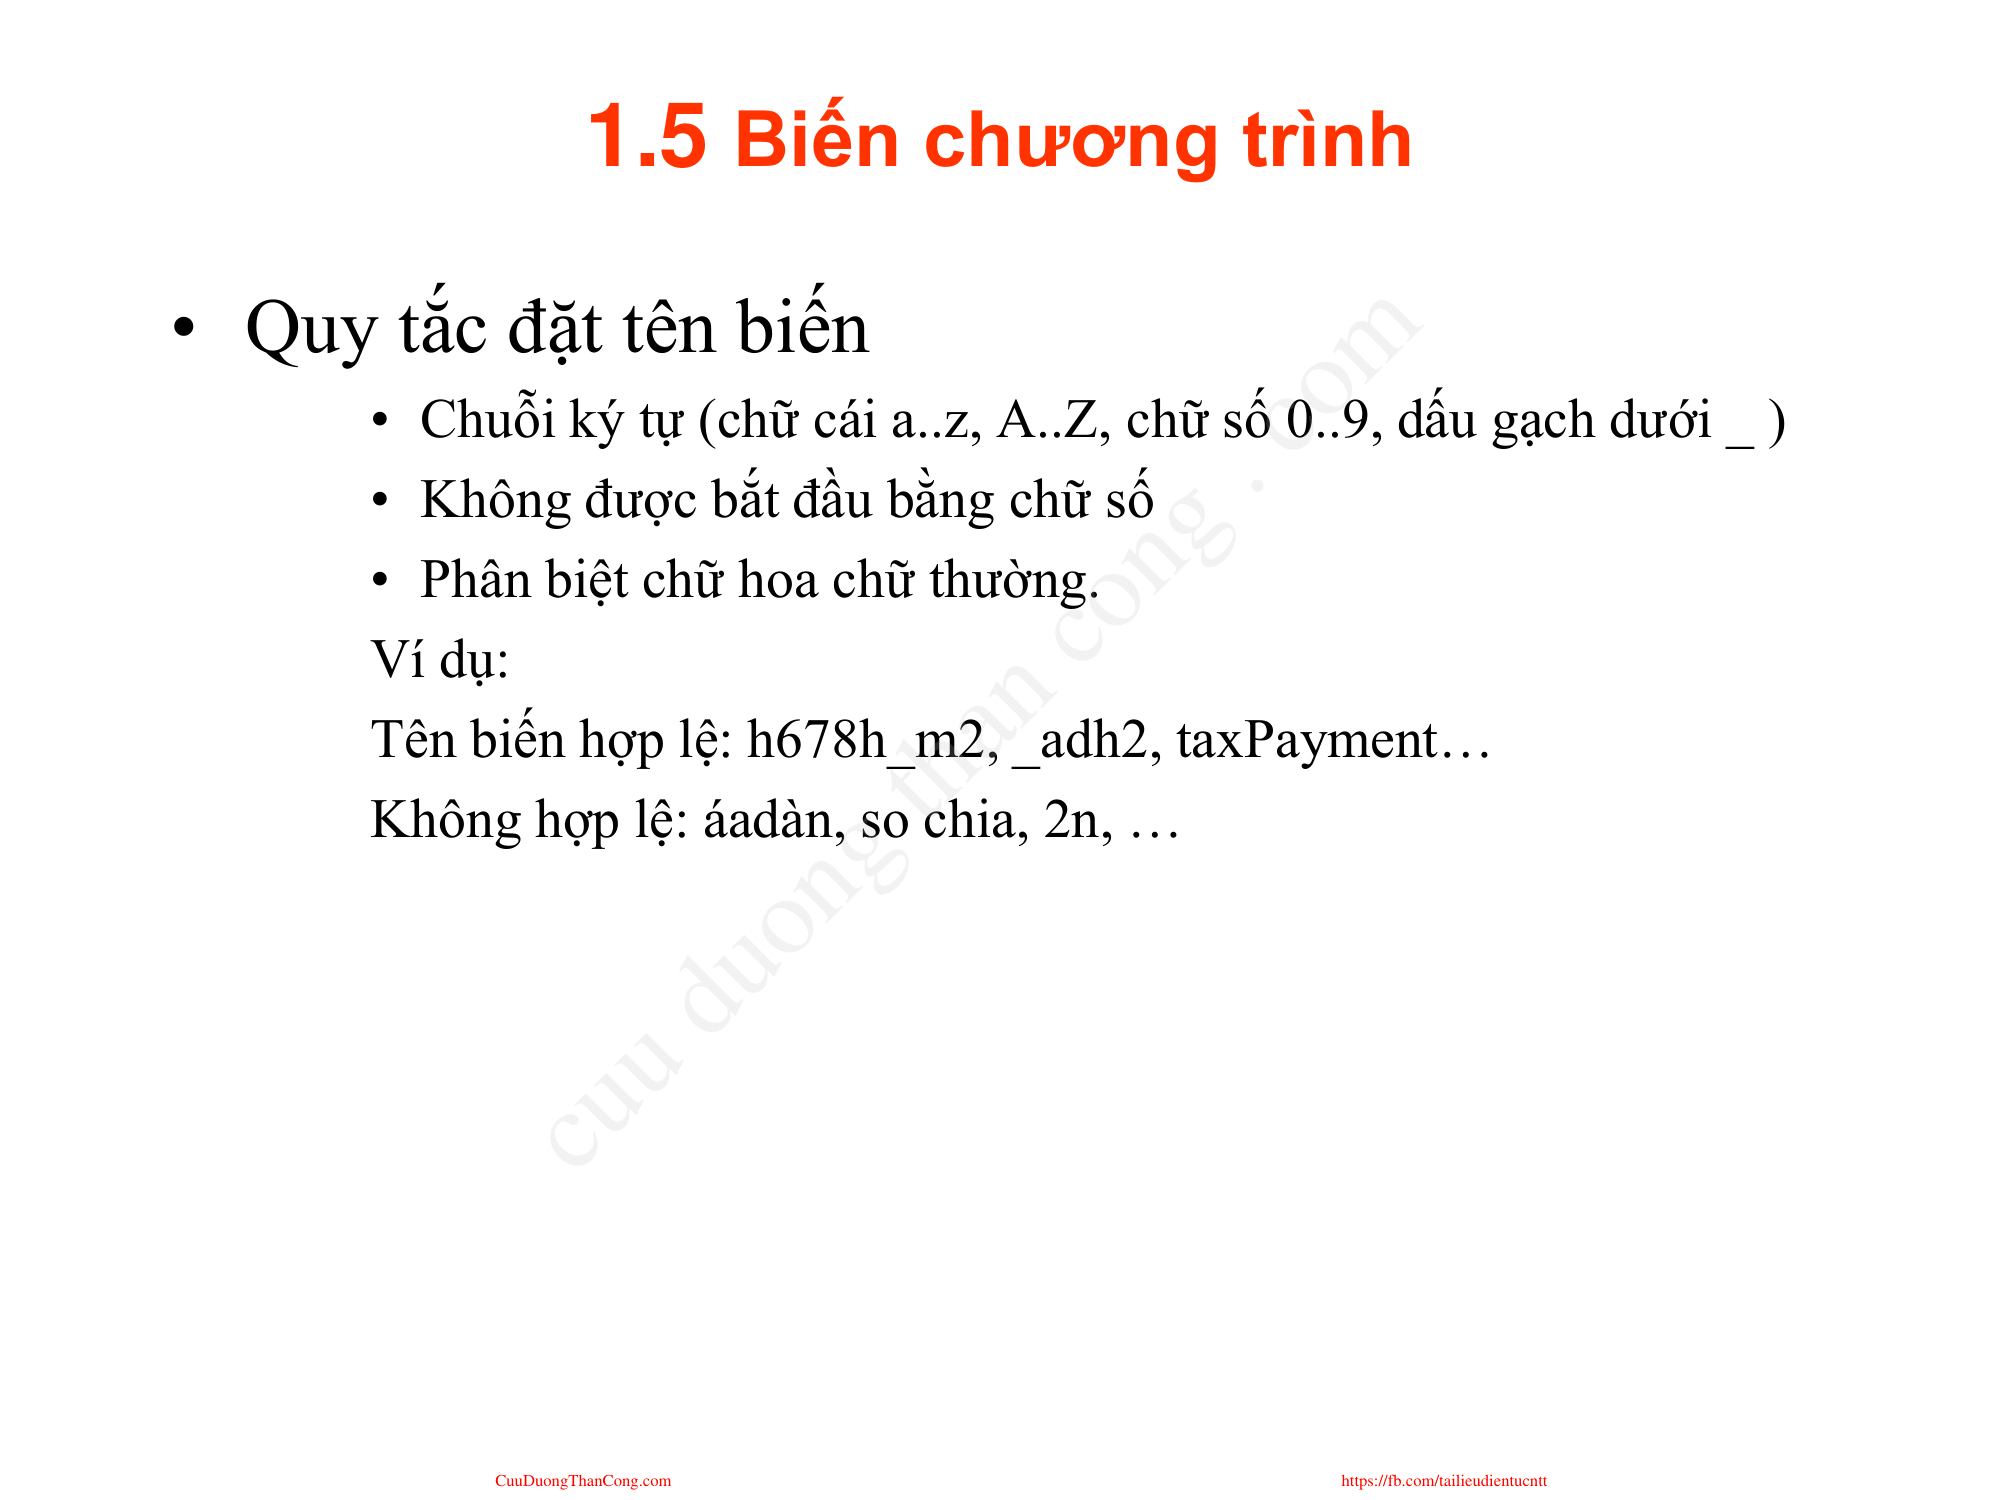 1.5 Biến chương trình
• Quy tắc đặt tên biến
• Chuỗi ký tự (chữ cái a..z, A..Z, chữ số 0..9, dấu gạch dưới _ )
• Không được bắt đầu bằng chữ số
• Phân biệt chữ hoa chữ thường.
Ví dụ:
Tên biến hợp lệ: h678h_m2, _adh2, taxPayment…
Không hợp lệ: áadàn, so chia, 2n, …
cuu duong than cong . com
CuuDuongThanCong.com
https://fb.com/tailieudientucntt